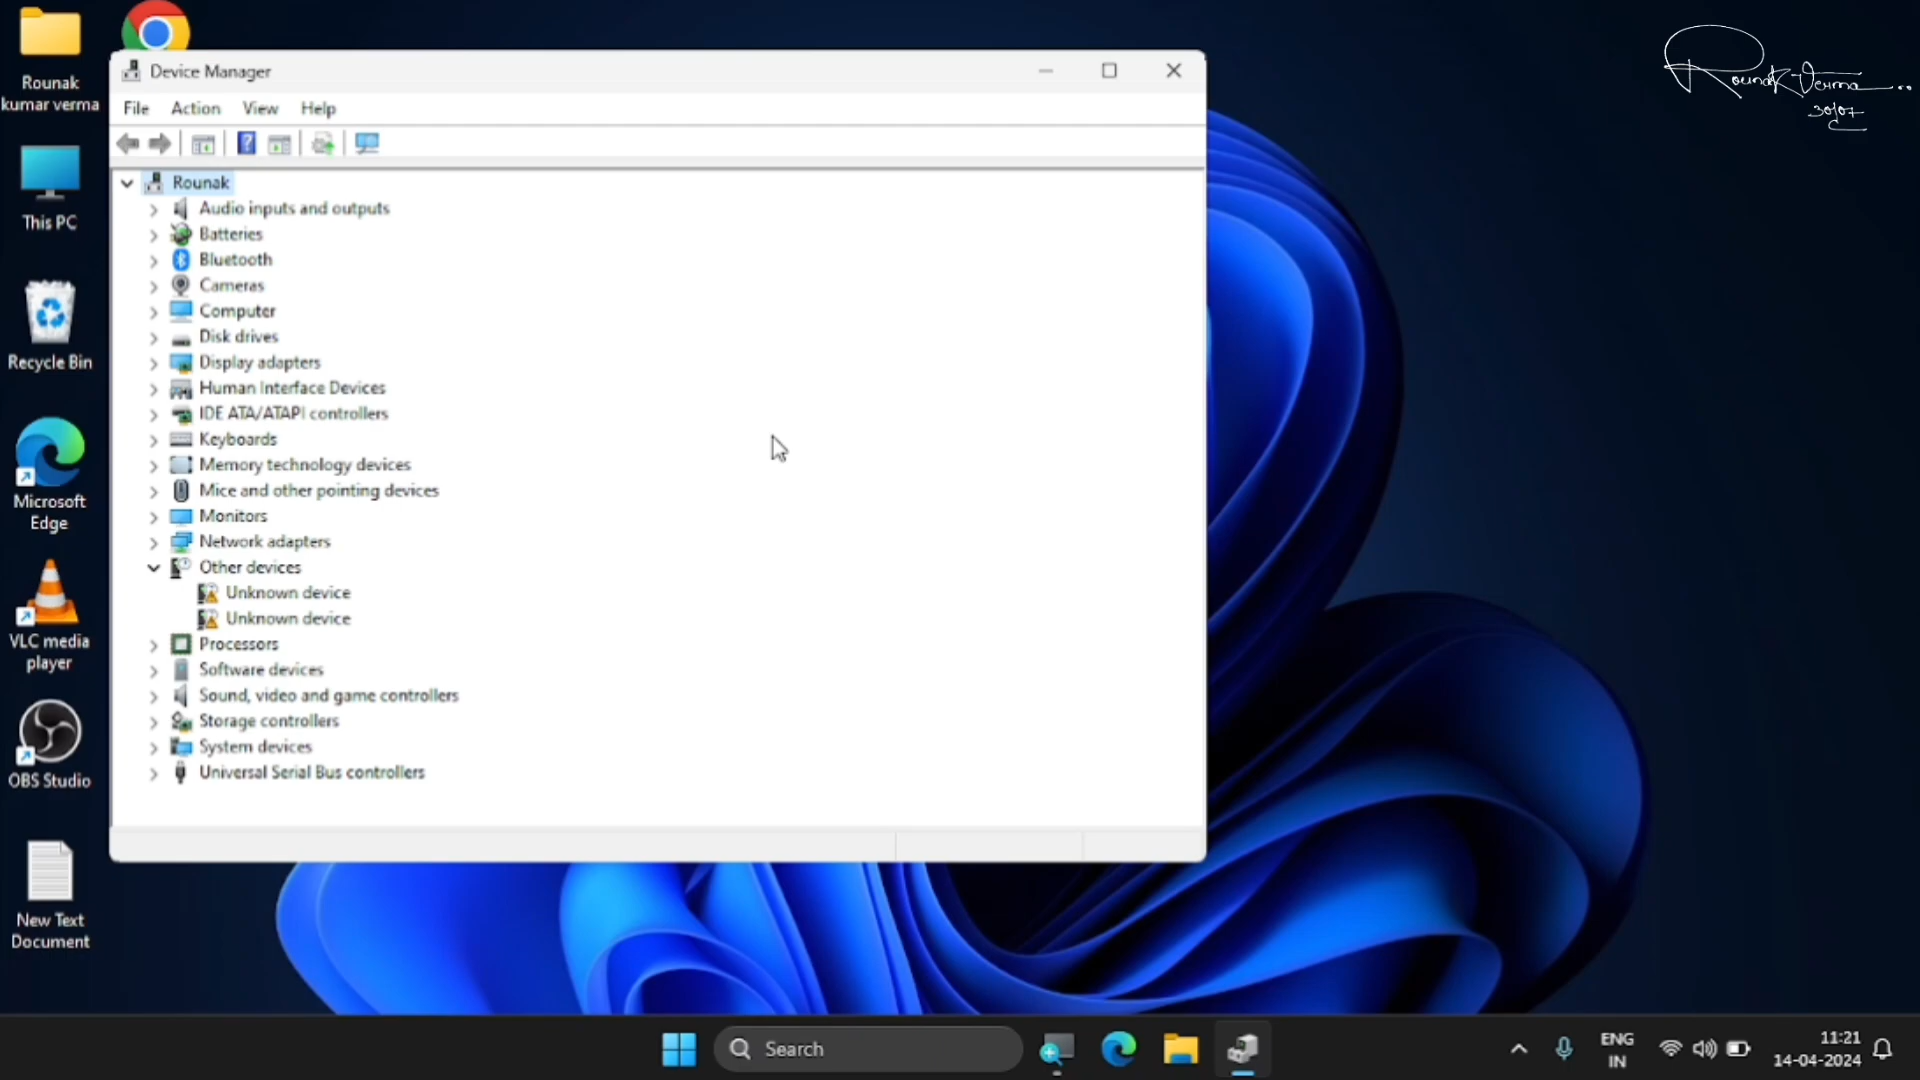 Rounak
kumar verma
This PC
Recycle Bin
Microsoft
Edge
VLC media
player
OBS Studio
New Text
Document
Device Manager
File Action View Help
Rounak
Audio inputs and outputs
Batteries
Bluetooth
Cameras
Computer
Disk drives
Display adapters
Human Interface Devices
IDE ATA/ATAPI controllers
Keyboards
Memory technology devices
Mice and other pointing devices
Monitors
Network adapters
Other devices
Unknown device
Unknown device
Processors
Software devices
Sound, video and game controllers
Storage controllers
System devices
Universal Serial Bus controllers
Rounak Verma
30/07
Search
ENG
IN
11:21
14-04-2024